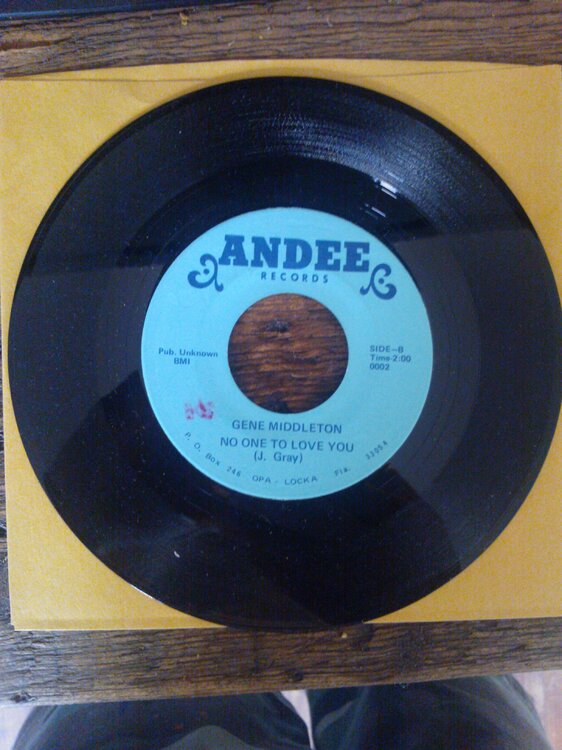 ANDEE
RECORDS
Pub. Unknown
BMI
SIDE-B
Time-2:00
0002
GENE MIDDLETON
NO ONE TO LOVE YOU
(J. Gray)
P. O. Box 246 OPA - LOCKA Fla. 33054